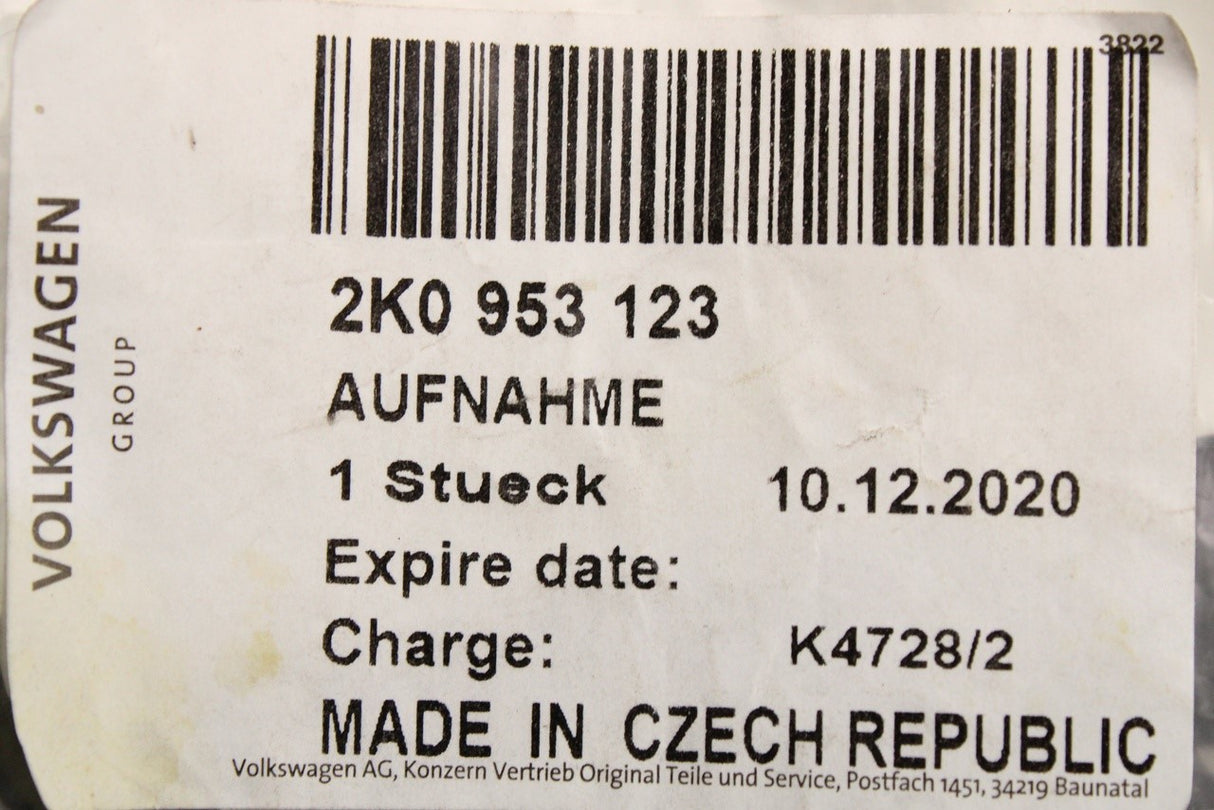 3822
VOLKSWAGEN
GROUP
2K0 953 123
AUFNAHME
1 Stueck 10.12.2020
Expire date:
Charge: K4728/2
MADE IN CZECH REPUBLIC
Volkswagen AG, Konzern Vertrieb Original Teile und Service, Postfach 1451, 34219 Baunatal